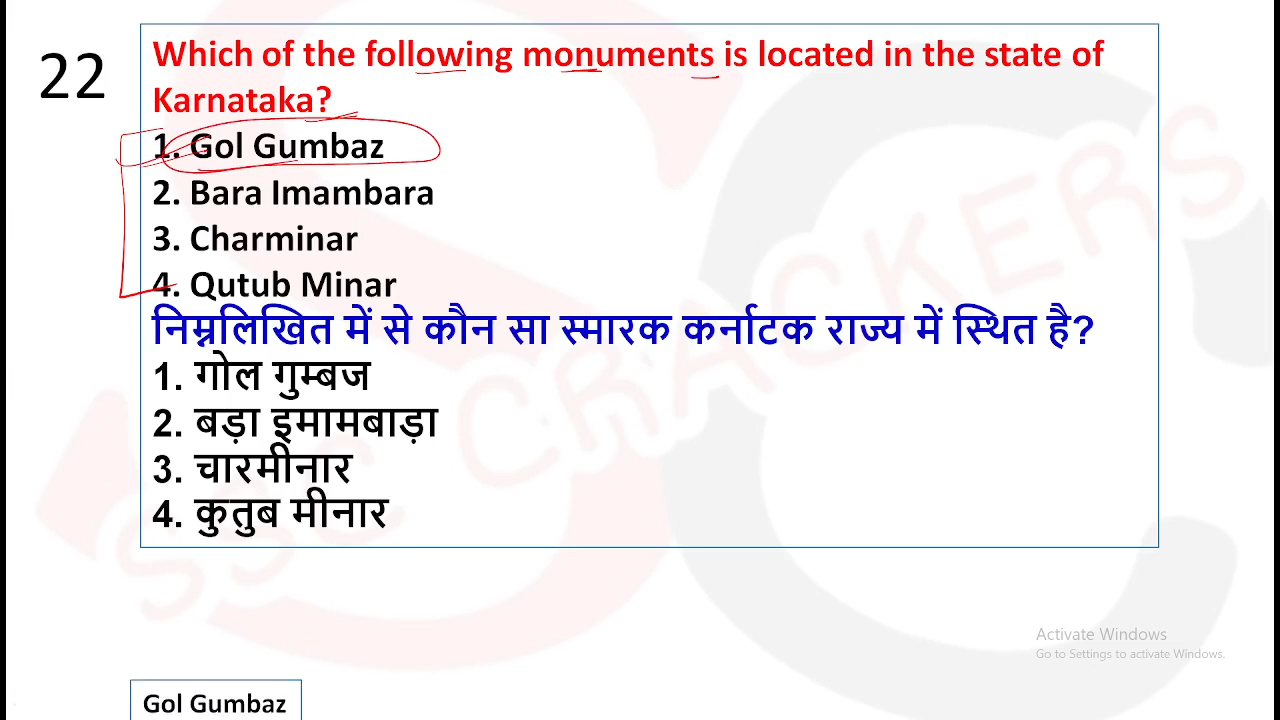 22
Which of the following monuments is located in the state of
Karnataka?
1. Gol Gumbaz
2. Bara Imambara
3. Charminar
4. Qutub Minar
निम्नलिखित में से कौन सा स्मारक कर्नाटक राज्य में स्थित है?
1. गोल गुम्बज
2. बड़ा इमामबाड़ा
3. चारमीनार
4. कुतुब मीनार
SSC CRACKERS
Activate Windows
Go to Settings to activate Windows.
Gol Gumbaz